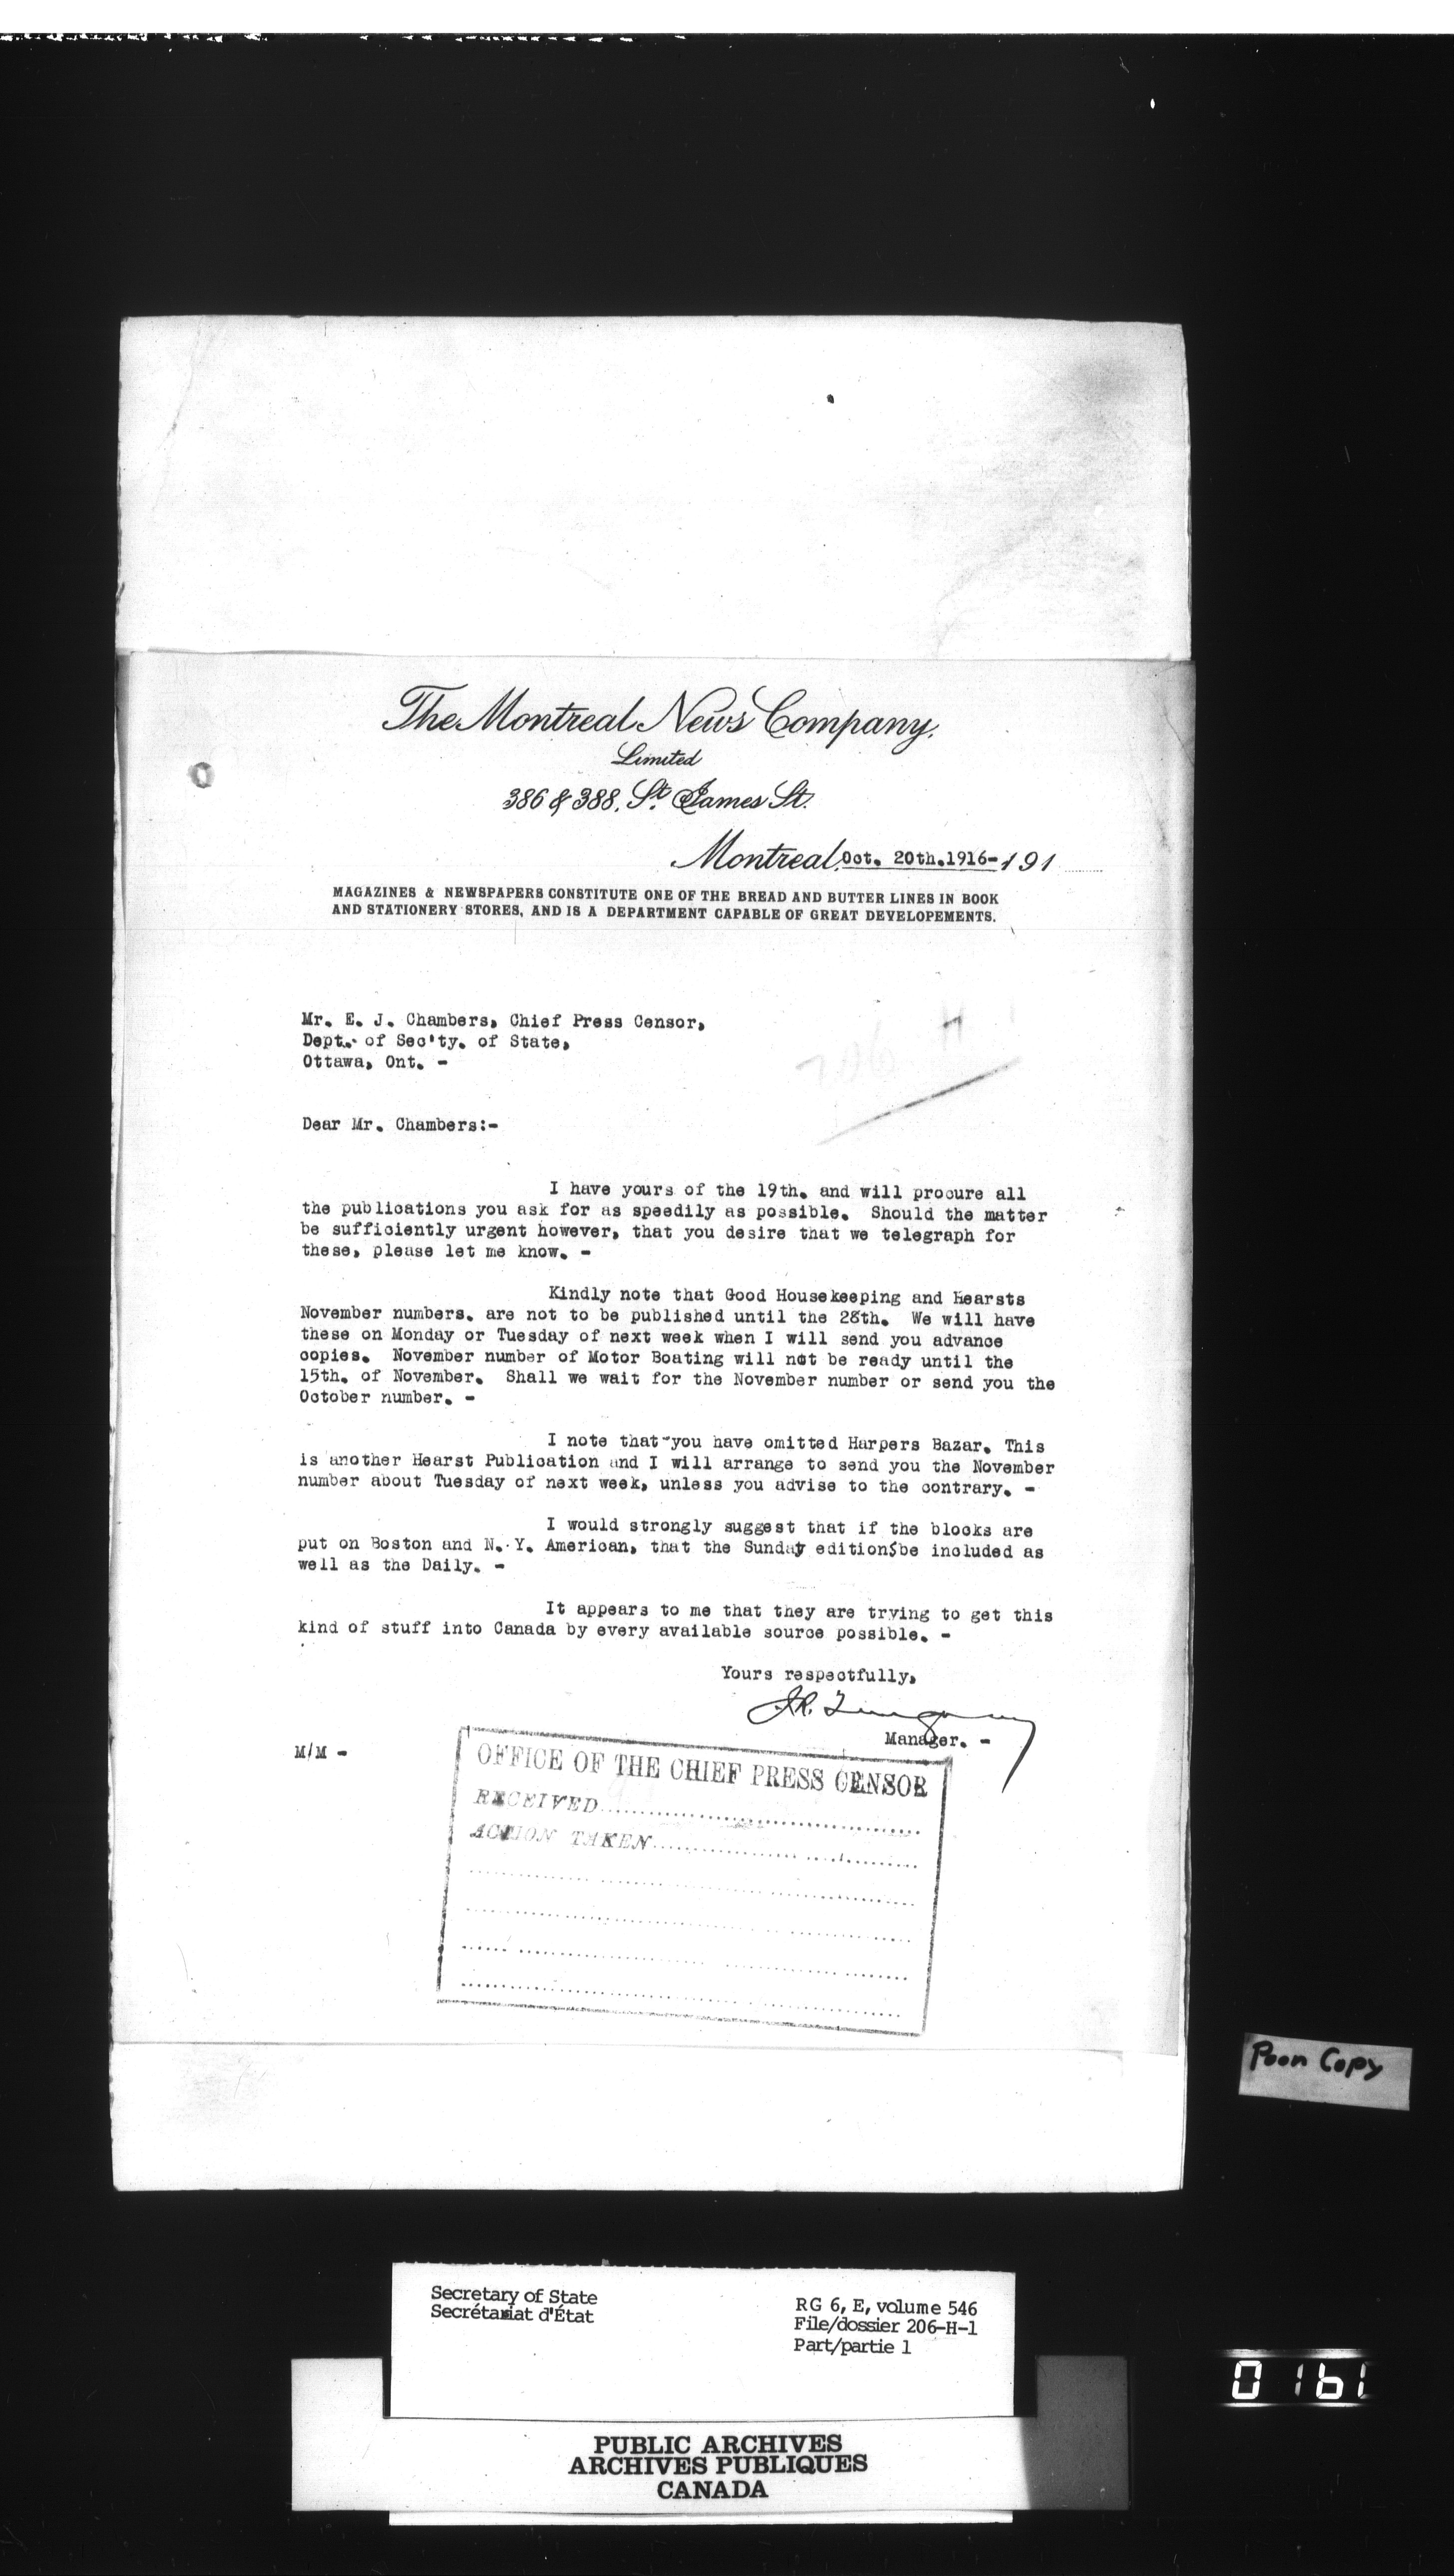 The Montreal News Company,
Limited
386 & 388, St. James St.
Montreal, Oct. 20th.1916- 191
MAGAZINES & NEWSPAPERS CONSTITUTE ONE OF THE BREAD AND BUTTER LINES IN BOOK
AND STATIONERY STORES, AND IS A DEPARTMENT CAPABLE OF GREAT DEVELOPEMENTS.
206 H 1
Mr. E. J. Chambers, Chief Press Censor,
Dept. of Sec'ty. of State,
Ottawa, Ont. -
Dear Mr. Chambers:-
I have yours of the 19th. and will procure all
the publications you ask for as speedily as possible. Should the matter
be sufficiently urgent however, that you desire that we telegraph for
these, please let me know. -
Kindly note that Good Housekeeping and Hearsts
November numbers. are not to be published until the 28th. We will have
these on Monday or Tuesday of next week when I will send you advance
copies. November number of Motor Boating will not be ready until the
15th. of November. Shall we wait for the November number or send you the
October number. -
I note that you have omitted Harpers Bazar. This
is another Hearst Publication and I will arrange to send you the November
number about Tuesday of next week, unless you advise to the contrary. -
I would strongly suggest that if the blocks are
put on Boston and N. Y. American, that the Sunday editions be included as
well as the Daily. -
It appears to me that they are trying to get this
kind of stuff into Canada by every available source possible. -
Yours respectfully,
J.R.
Manager. -
M/M -
OFFICE OF THE CHIEF PRESS CENSOR
RECEIVED
ACTION TAKEN
Poor Copy
Secretary of State
Secrétariat d'État
RG 6, E, volume 546
File/dossier 206-H-1
Part/partie 1
0161
PUBLIC ARCHIVES
ARCHIVES PUBLIQUES
CANADA